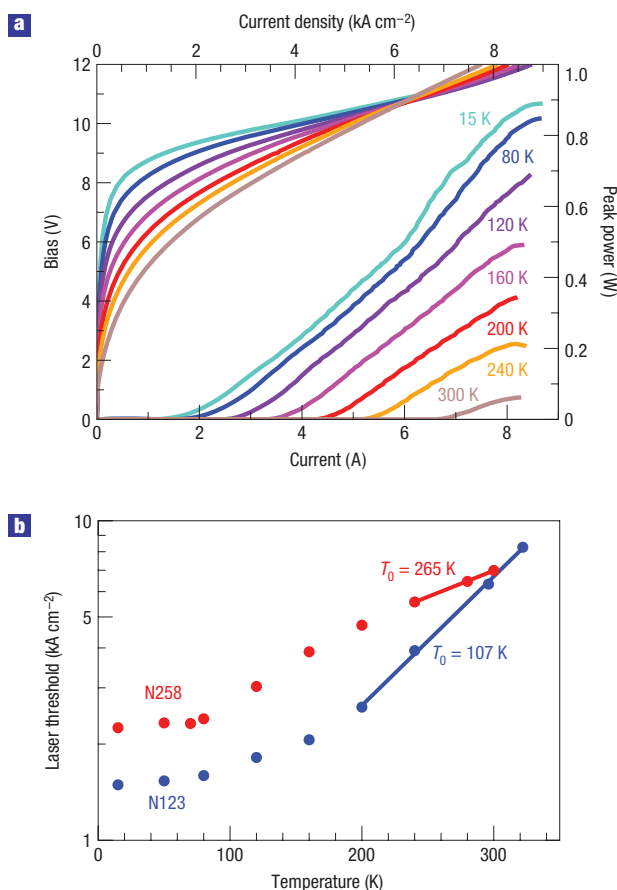 a
Current density (kA cm⁻²)
0 2 4 6 8
12 1.0
10 0.8
8 0.6
6 0.4
4 0.2
2 0
0
Bias (V)
Peak power (W)
15 K
80 K
120 K
160 K
200 K
240 K
300 K
0 2 4 6 8
Current (A)
b
10
5
1
Laser threshold (kA cm⁻²)
T₀ = 265 K
T₀ = 107 K
N258
N123
0 100 200 300
Temperature (K)